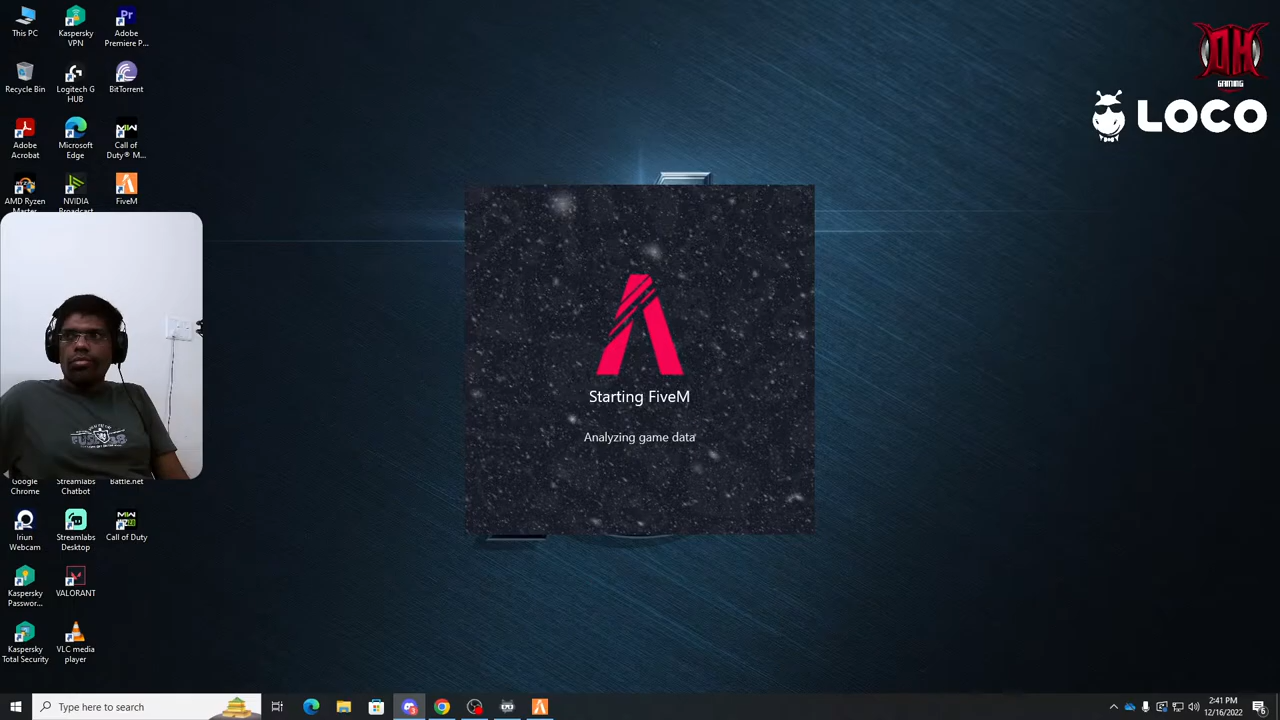 This PC
Kaspersky
VPN
Adobe
Premiere P...
Recycle Bin
Logitech G
HUB
BitTorrent
Adobe
Acrobat
Microsoft
Edge
Call of
Duty® M...
AMD Ryzen
Master
NVIDIA
Broadcast
FiveM
GAMING
LOCO
Starting FiveM
Analyzing game data
Google
Chrome
Streamlabs
Chatbot
Battle.net
Iriun
Webcam
Streamlabs
Desktop
Call of Duty
Kaspersky
Passwor...
VALORANT
Kaspersky
Total Security
VLC media
player
Type here to search
2:41 PM
12/16/2022